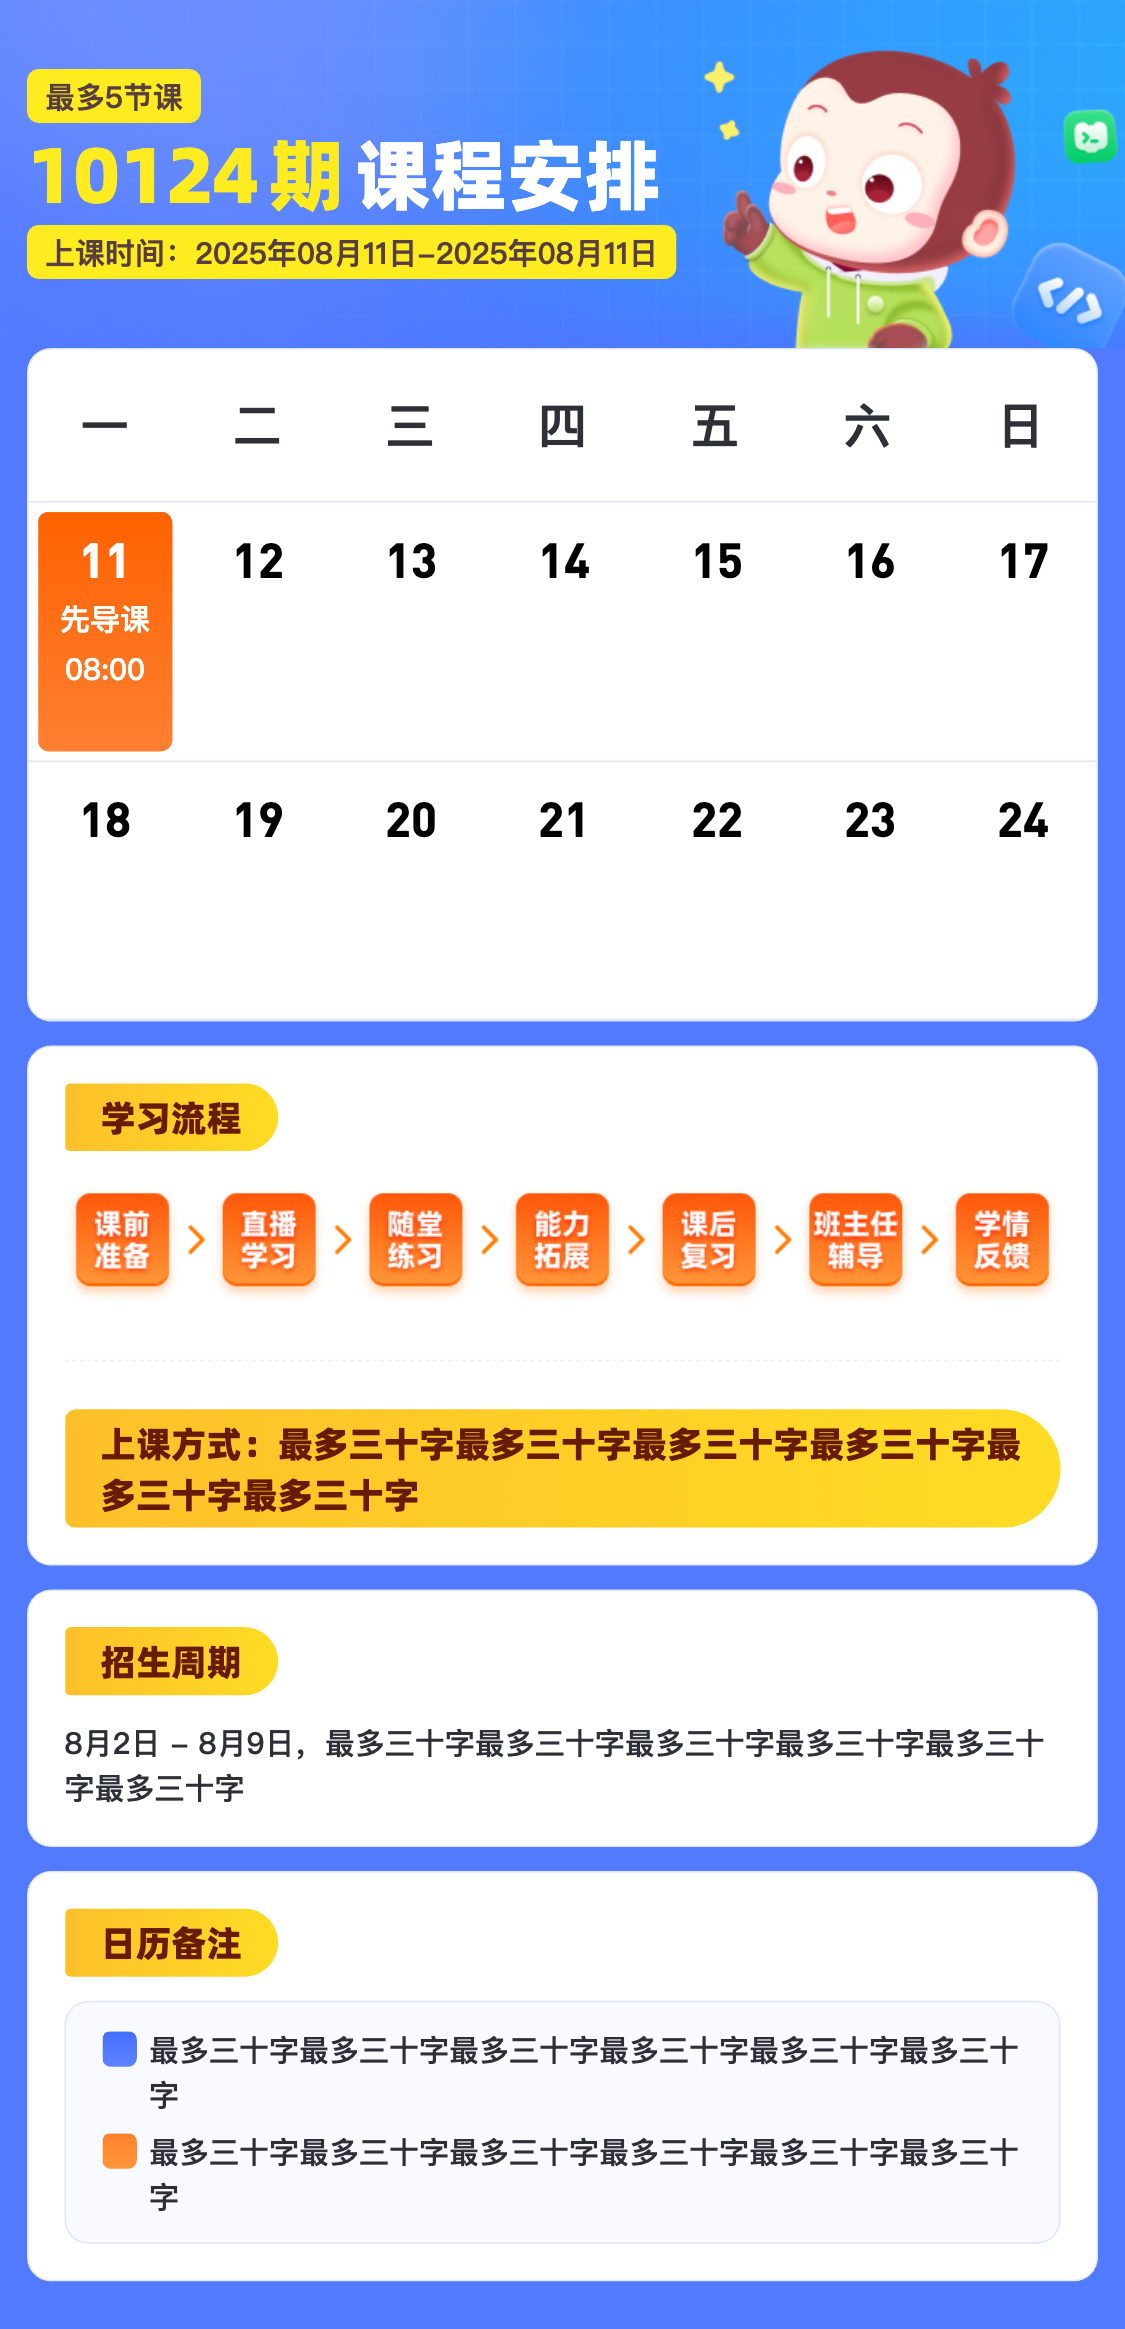 最多5节课
10124期 课程安排
上课时间：2025年08月11日-2025年08月11日
一 二 三 四 五 六 日
11 12 13 14 15 16 17
先导课
08:00
18 19 20 21 22 23 24
学习流程
课前 直播 随堂 能力 课后 班主任 学情
准备 学习 练习 拓展 复习 辅导 反馈
上课方式：最多三十字最多三十字最多三十字最多三十字最
多三十字最多三十字
招生周期
8月2日 - 8月9日，最多三十字最多三十字最多三十字最多三十字最多三十
字最多三十字
日历备注
最多三十字最多三十字最多三十字最多三十字最多三十字最多三十
字
最多三十字最多三十字最多三十字最多三十字最多三十字最多三十
字